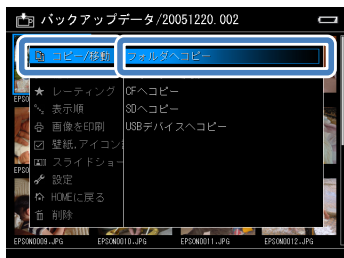 バックアップデータ/20051220.002
コピー/移動
フォルダへコピー
レーティング
CFへコピー
表示順
SDへコピー
画像を印刷
USBデバイスへコピー
壁紙,アイコン
スライドショー
設定
HOMEに戻る
削除
EPSON0009.JPG
EPSON0010.JPG
EPSON0011.JPG
EPSON0012.JPG